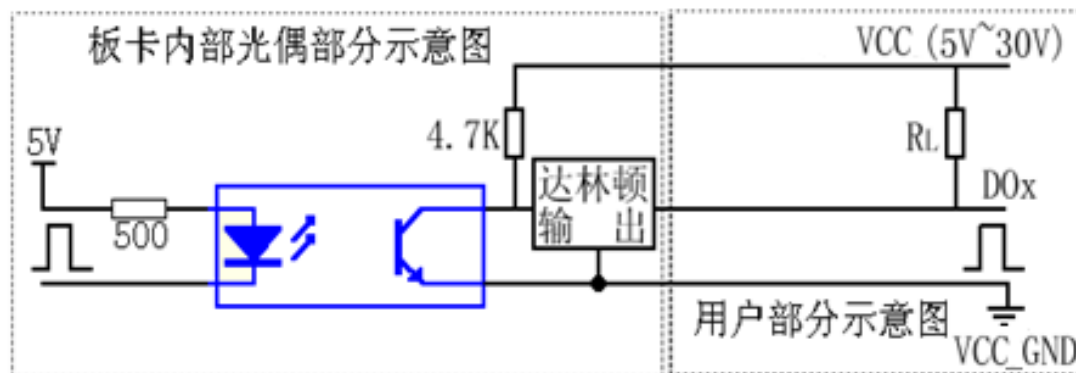 板卡内部光偶部分示意图
VCC (5V~30V)
5V
4.7K
RL
500
达林顿
输 出
DOx
用户部分示意图
VCC_GND